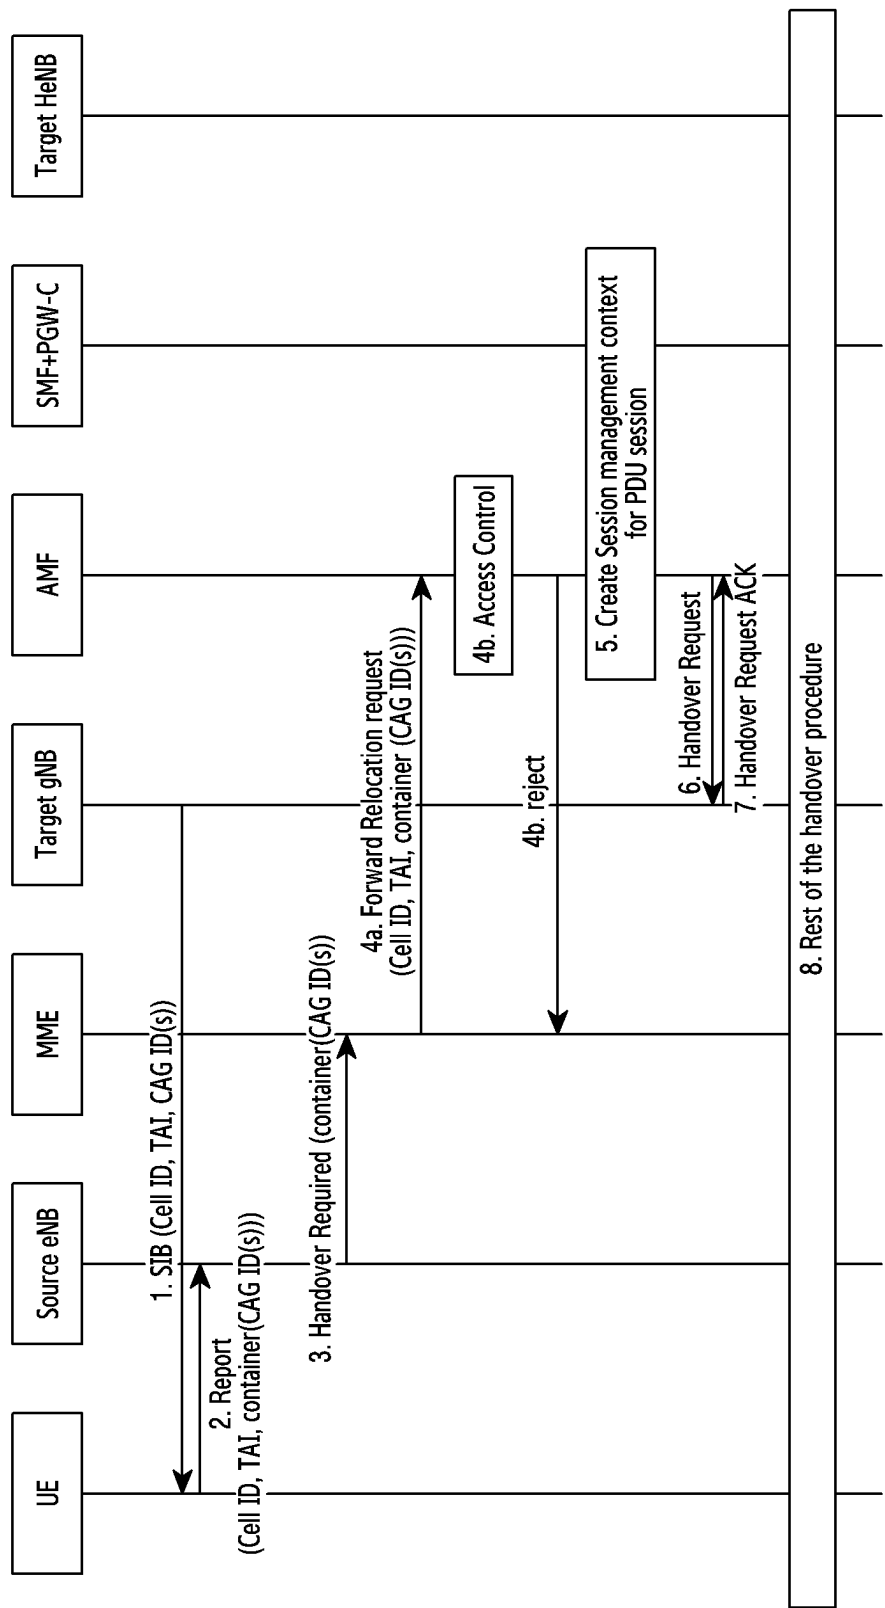 UE
Source eNB
MME
Target gNB
AMF
SMF+PGW-C
Target HeNB
1. SIB (Cell ID, TAI, CAG ID(s))
2. Report
(Cell ID, TAI, container(CAG ID(s)))
3. Handover Required (container(CAG ID(s))
4a. Forward Relocation request
(Cell ID, TAI, container (CAG ID(s)))
4b. Access Control
4b. reject
5. Create Session management context
for PDU session
6. Handover Request
7. Handover Request ACK
8. Rest of the handover procedure